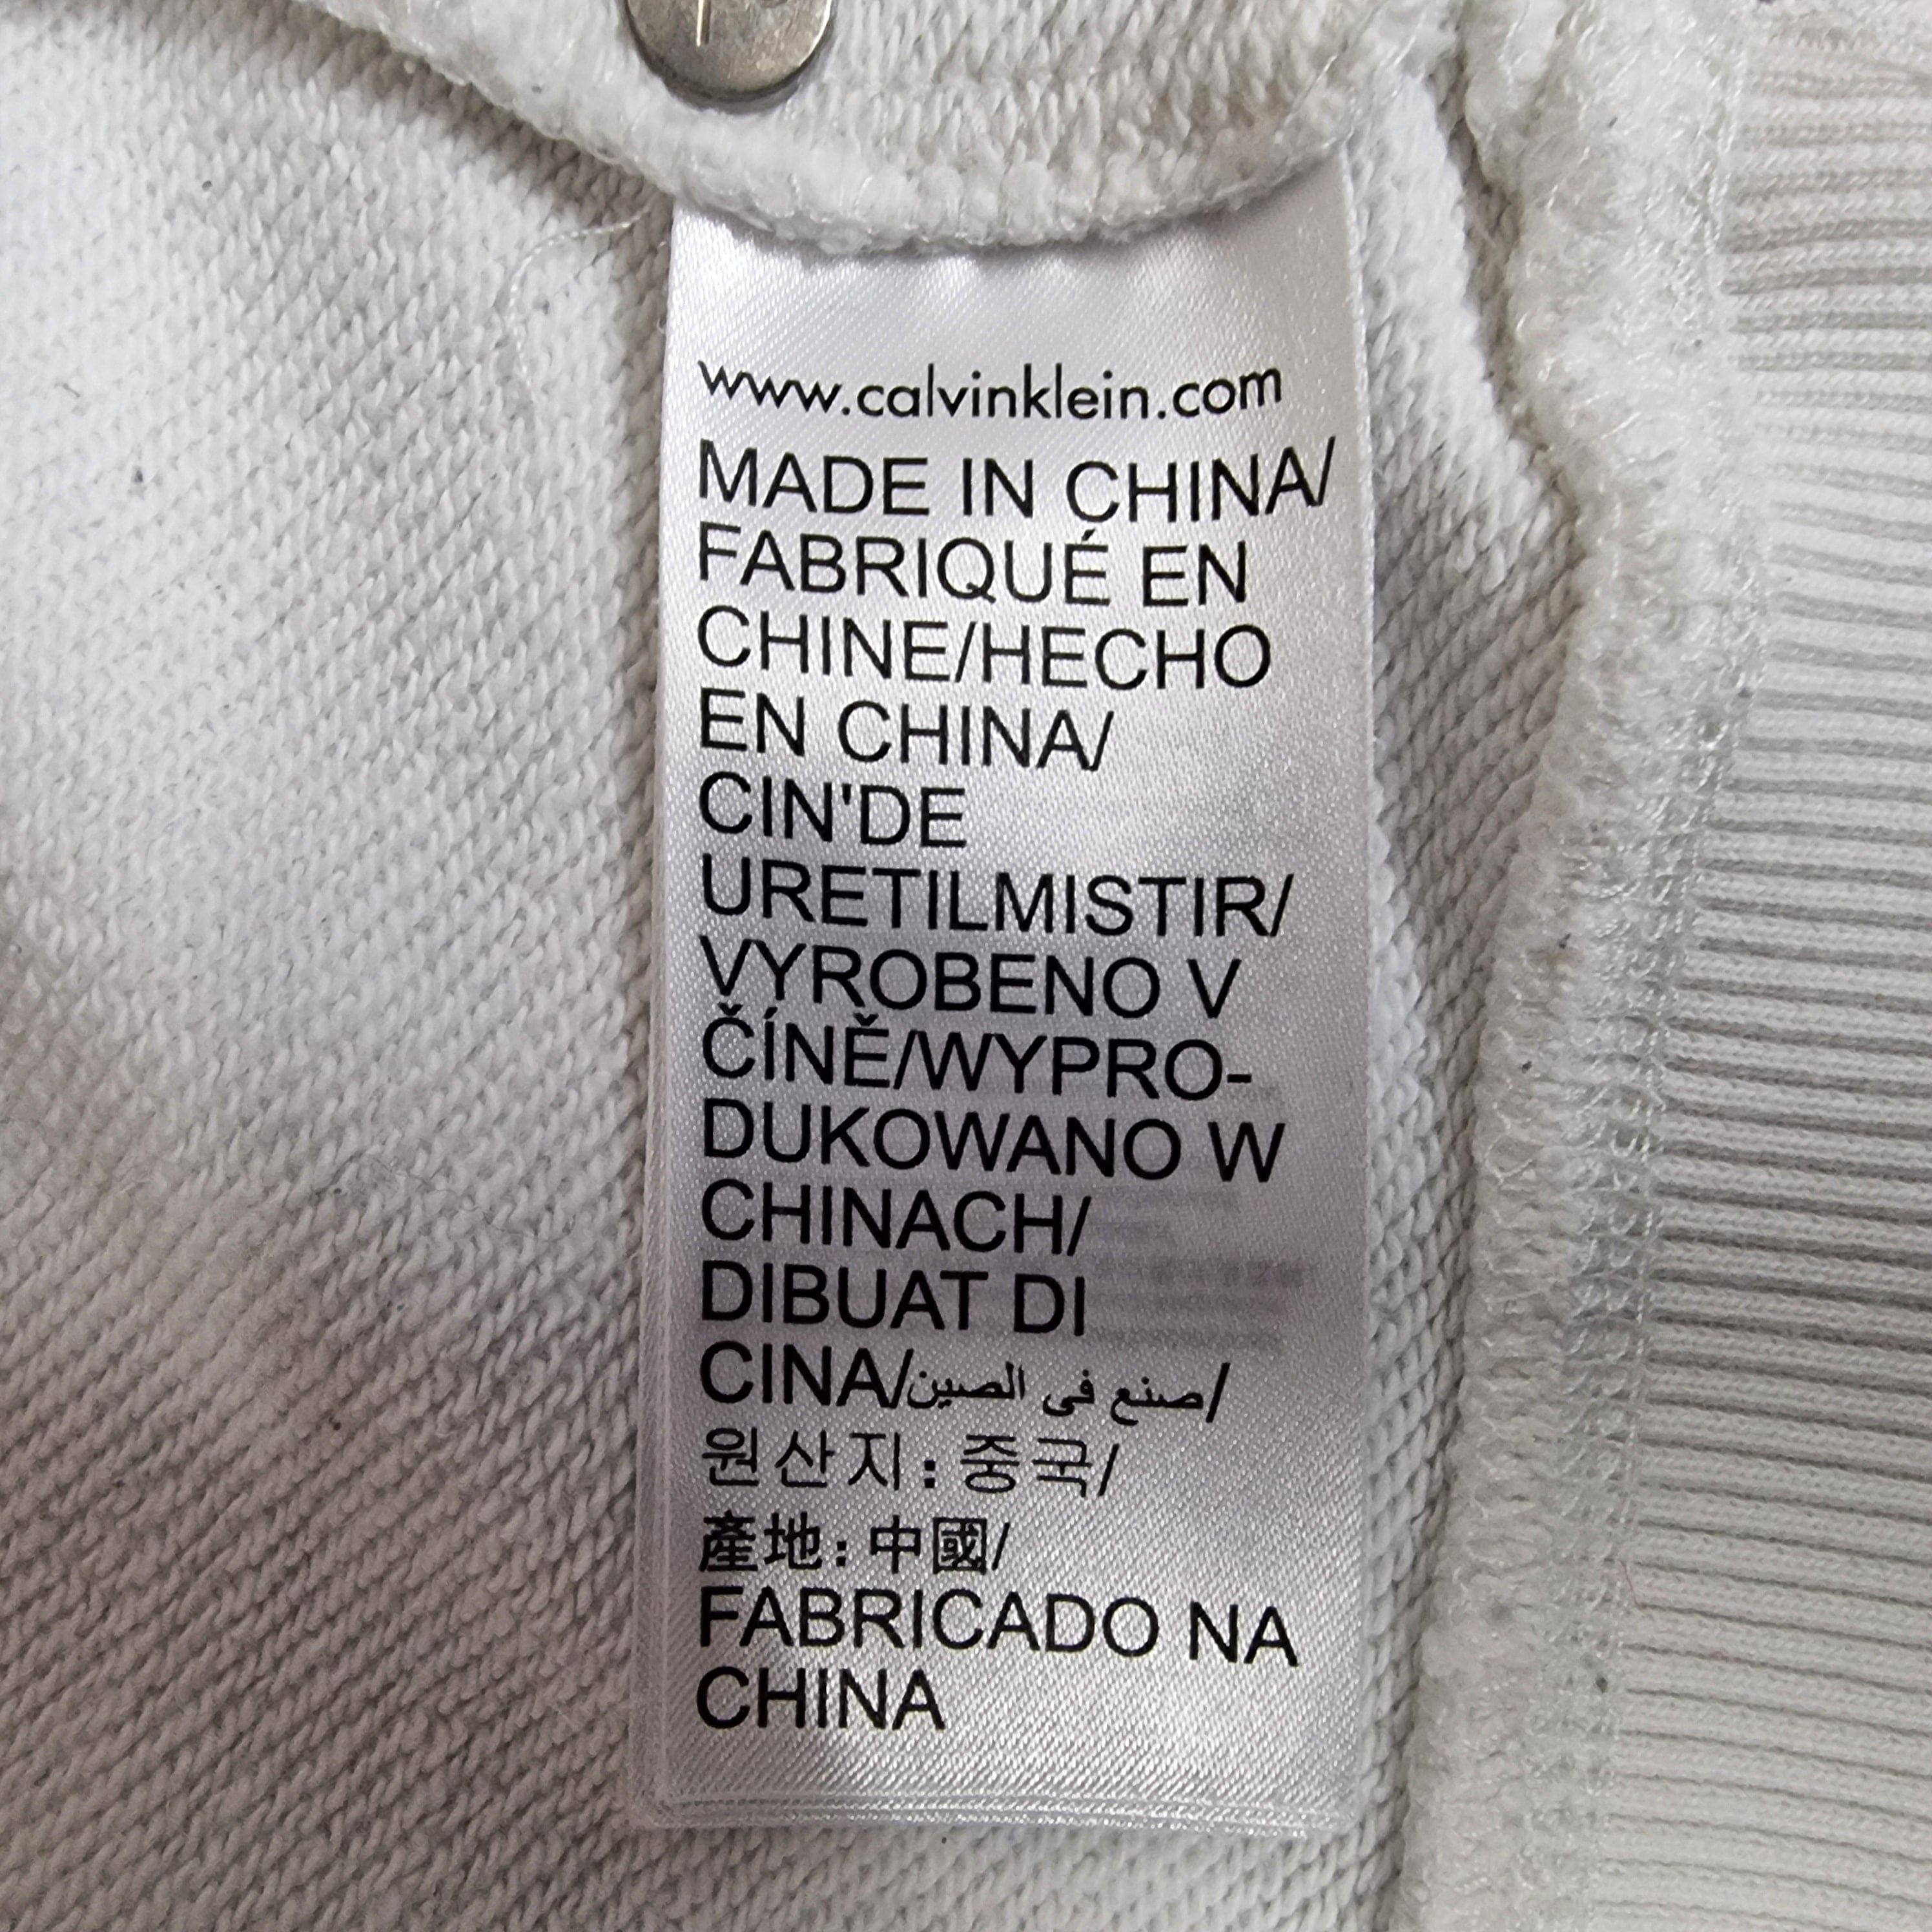 www.calvinklein.com
MADE IN CHINA/
FABRIQUÉ EN
CHINE/HECHO
EN CHINA/
CIN'DE
URETILMISTIR/
VYROBENO V
ČÍNĚ/WYPRO-
DUKOWANO W
CHINACH/
DIBUAT DI
CINA/صنع فى الصين/
원산지: 중국/
產地: 中國/
FABRICADO NA
CHINA